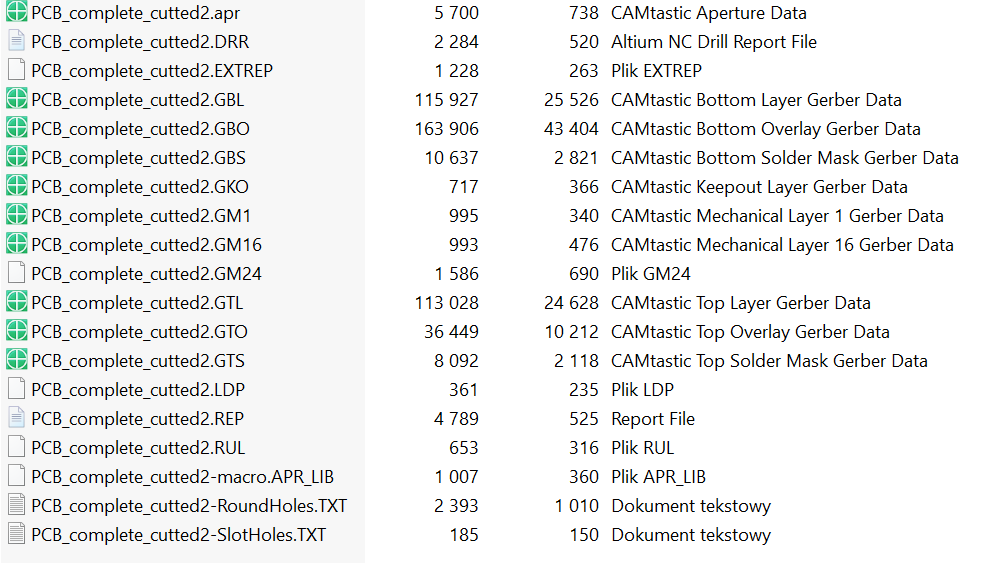 PCB_complete_cutted2.apr 5 700 738 CAMtastic Aperture Data
PCB_complete_cutted2.DRR 2 284 520 Altium NC Drill Report File
PCB_complete_cutted2.EXTREP 1 228 263 Plik EXTREP
PCB_complete_cutted2.GBL 115 927 25 526 CAMtastic Bottom Layer Gerber Data
PCB_complete_cutted2.GBO 163 906 43 404 CAMtastic Bottom Overlay Gerber Data
PCB_complete_cutted2.GBS 10 637 2 821 CAMtastic Bottom Solder Mask Gerber Data
PCB_complete_cutted2.GKO 717 366 CAMtastic Keepout Layer Gerber Data
PCB_complete_cutted2.GM1 995 340 CAMtastic Mechanical Layer 1 Gerber Data
PCB_complete_cutted2.GM16 993 476 CAMtastic Mechanical Layer 16 Gerber Data
PCB_complete_cutted2.GM24 1 586 690 Plik GM24
PCB_complete_cutted2.GTL 113 028 24 628 CAMtastic Top Layer Gerber Data
PCB_complete_cutted2.GTO 36 449 10 212 CAMtastic Top Overlay Gerber Data
PCB_complete_cutted2.GTS 8 092 2 118 CAMtastic Top Solder Mask Gerber Data
PCB_complete_cutted2.LDP 361 235 Plik LDP
PCB_complete_cutted2.REP 4 789 525 Report File
PCB_complete_cutted2.RUL 653 316 Plik RUL
PCB_complete_cutted2-macro.APR_LIB 1 007 360 Plik APR_LIB
PCB_complete_cutted2-RoundHoles.TXT 2 393 1 010 Dokument tekstowy
PCB_complete_cutted2-SlotHoles.TXT 185 150 Dokument tekstowy